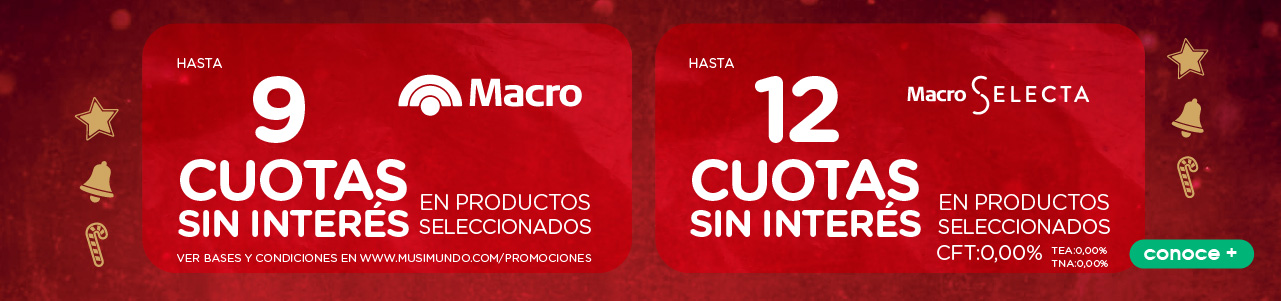 HASTA
9
CUOTAS
SIN INTERÉS
Macro
EN PRODUCTOS
SELECCIONADOS
VER BASES Y CONDICIONES EN WWW.MUSIMUNDO.COM/PROMOCIONES
HASTA
12
CUOTAS
SIN INTERÉS
Macro SELECTA
EN PRODUCTOS
SELECCIONADOS
CFT:0,00%
TEA:0,00%
TNA:0,00%
conoce +